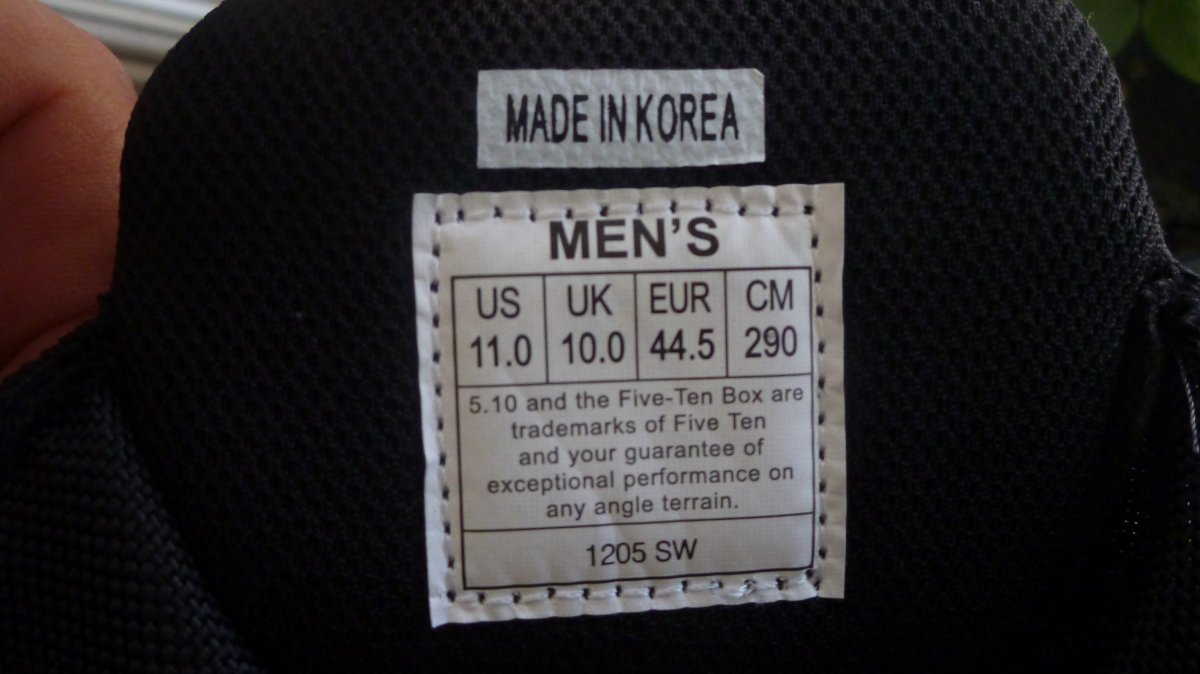 MADE IN KOREA
MEN'S
US UK EUR CM
11.0 10.0 44.5 290
5.10 and the Five-Ten Box are
trademarks of Five Ten
and your guarantee of
exceptional performance on
any angle terrain.
1205 SW